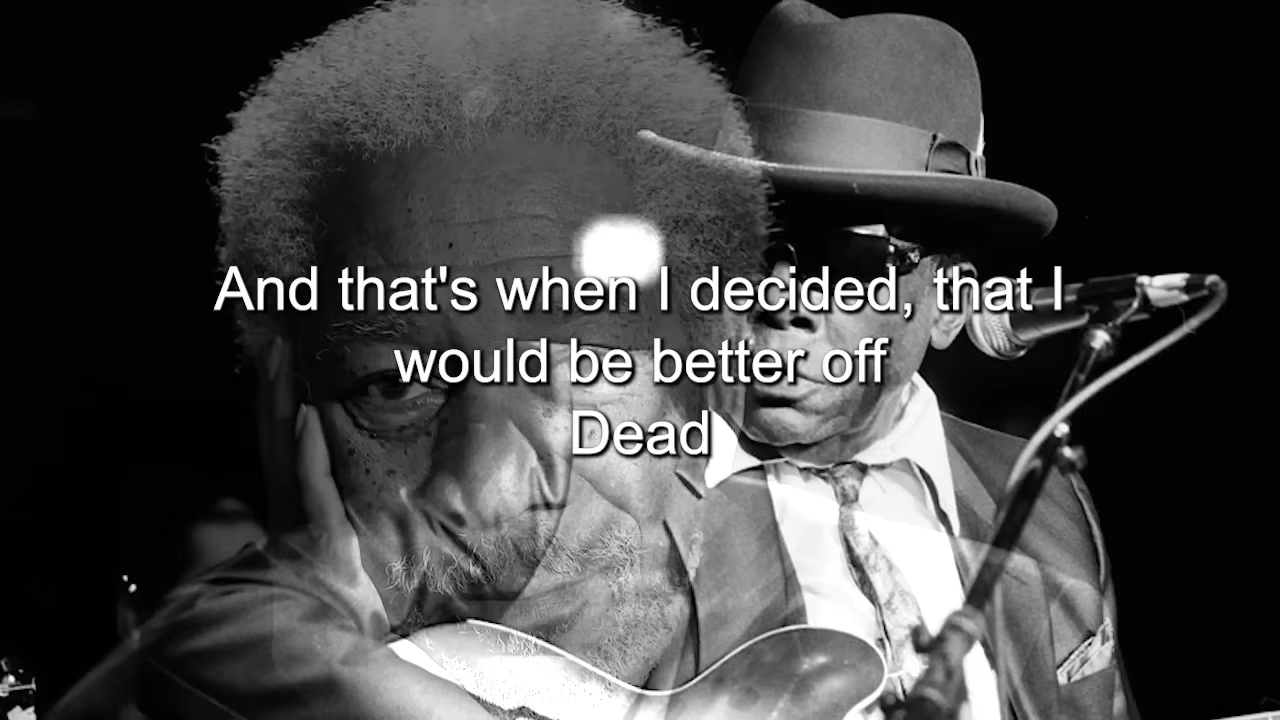 And that's when I decided, that I
would be better off
Dead